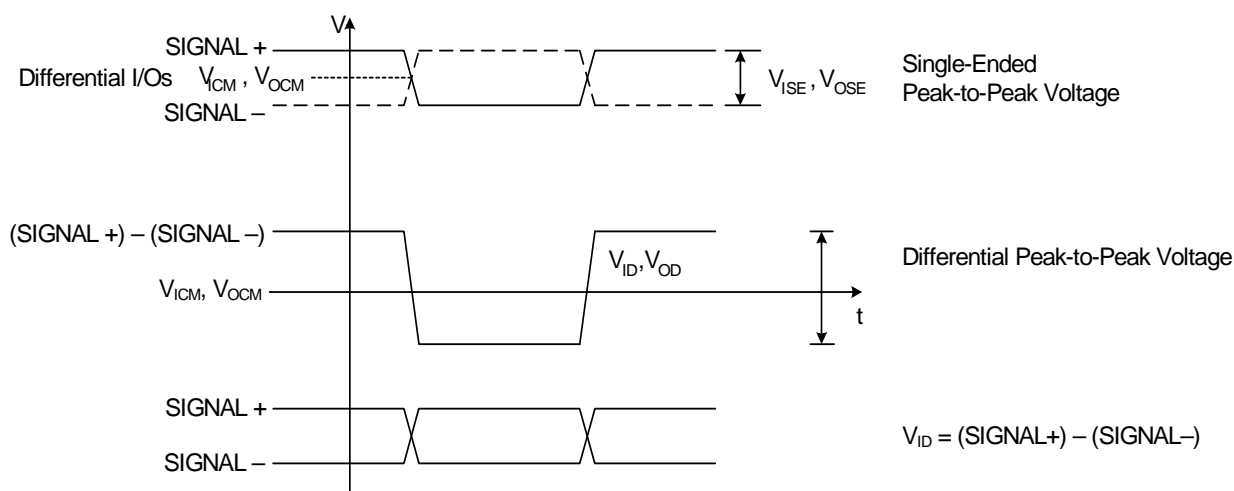 V
SIGNAL +
Differential I/Os V_ICM , V_OCM
SIGNAL –
V_ISE , V_OSE
Single-Ended
Peak-to-Peak Voltage
(SIGNAL +) – (SIGNAL –)
V_ID, V_OD
Differential Peak-to-Peak Voltage
V_ICM, V_OCM
t
SIGNAL +
SIGNAL –
V_ID = (SIGNAL+) – (SIGNAL–)